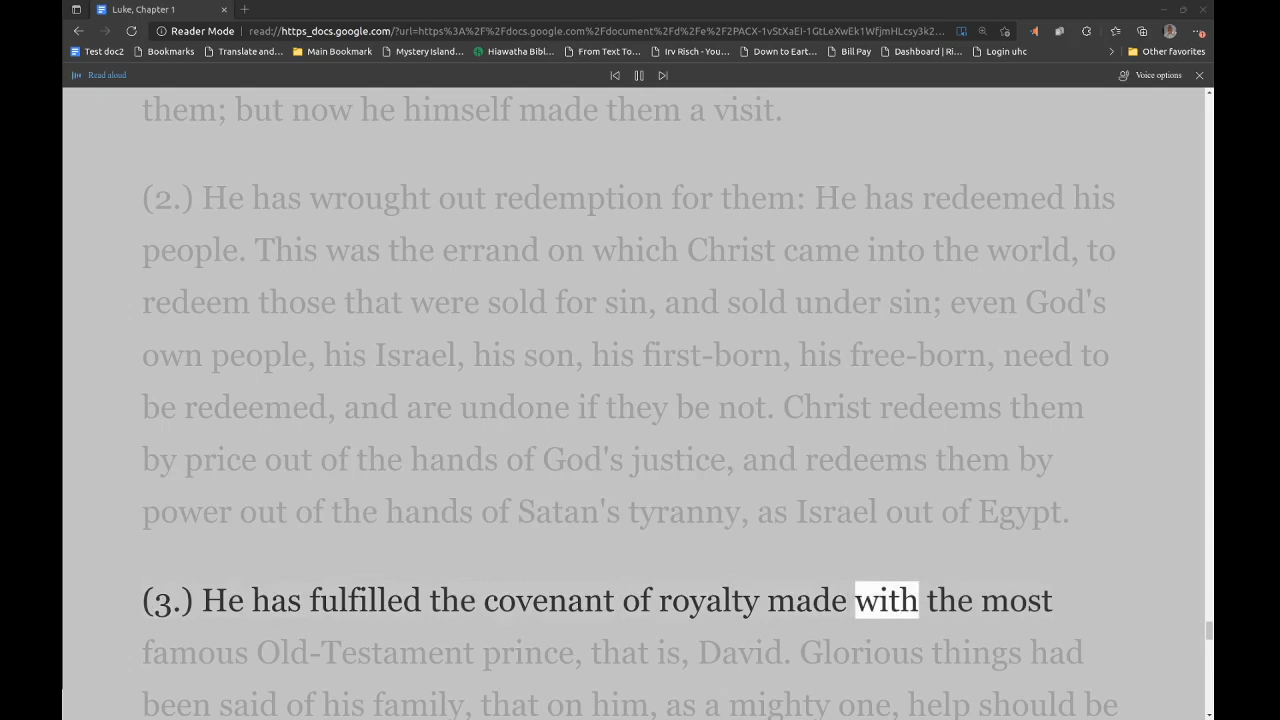 Luke, Chapter 1
Reader Mode
read://https_docs.google.com/?url=https%3A%2F%2Fdocs.google.com%2Fdocument%2Fd%2Fe%2F2PACX-1vStXaEI-1GtLeXwEk1WfjmHLcsy3k2...
Test doc2 Bookmarks Translate and... Main Bookmark Mystery Island... Hiawatha Bibl... From Text To... Irv Risch - You... Down to Eart... Bill Pay Dashboard | Ri... Login uhc Other favorites
Read aloud Voice options
them; but now he himself made them a visit.
(2.) He has wrought out redemption for them: He has redeemed his
people. This was the errand on which Christ came into the world, to
redeem those that were sold for sin, and sold under sin; even God's
own people, his Israel, his son, his first-born, his free-born, need to
be redeemed, and are undone if they be not. Christ redeems them
by price out of the hands of God's justice, and redeems them by
power out of the hands of Satan's tyranny, as Israel out of Egypt.
(3.) He has fulfilled the covenant of royalty made with the most
famous Old-Testament prince, that is, David. Glorious things had
been said of his family, that on him, as a mighty one, help should be